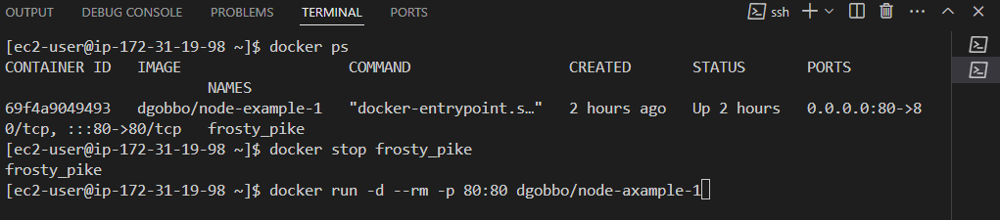 OUTPUT DEBUG CONSOLE PROBLEMS TERMINAL PORTS ssh
[ec2-user@ip-172-31-19-98 ~]$ docker ps
CONTAINER ID IMAGE COMMAND CREATED STATUS PORTS
NAMES
69f4a9049493 dgobbo/node-example-1 "docker-entrypoint.s…" 2 hours ago Up 2 hours 0.0.0.0:80->8
0/tcp, :::80->80/tcp frosty_pike
[ec2-user@ip-172-31-19-98 ~]$ docker stop frosty_pike
frosty_pike
[ec2-user@ip-172-31-19-98 ~]$ docker run -d --rm -p 80:80 dgobbo/node-axample-1